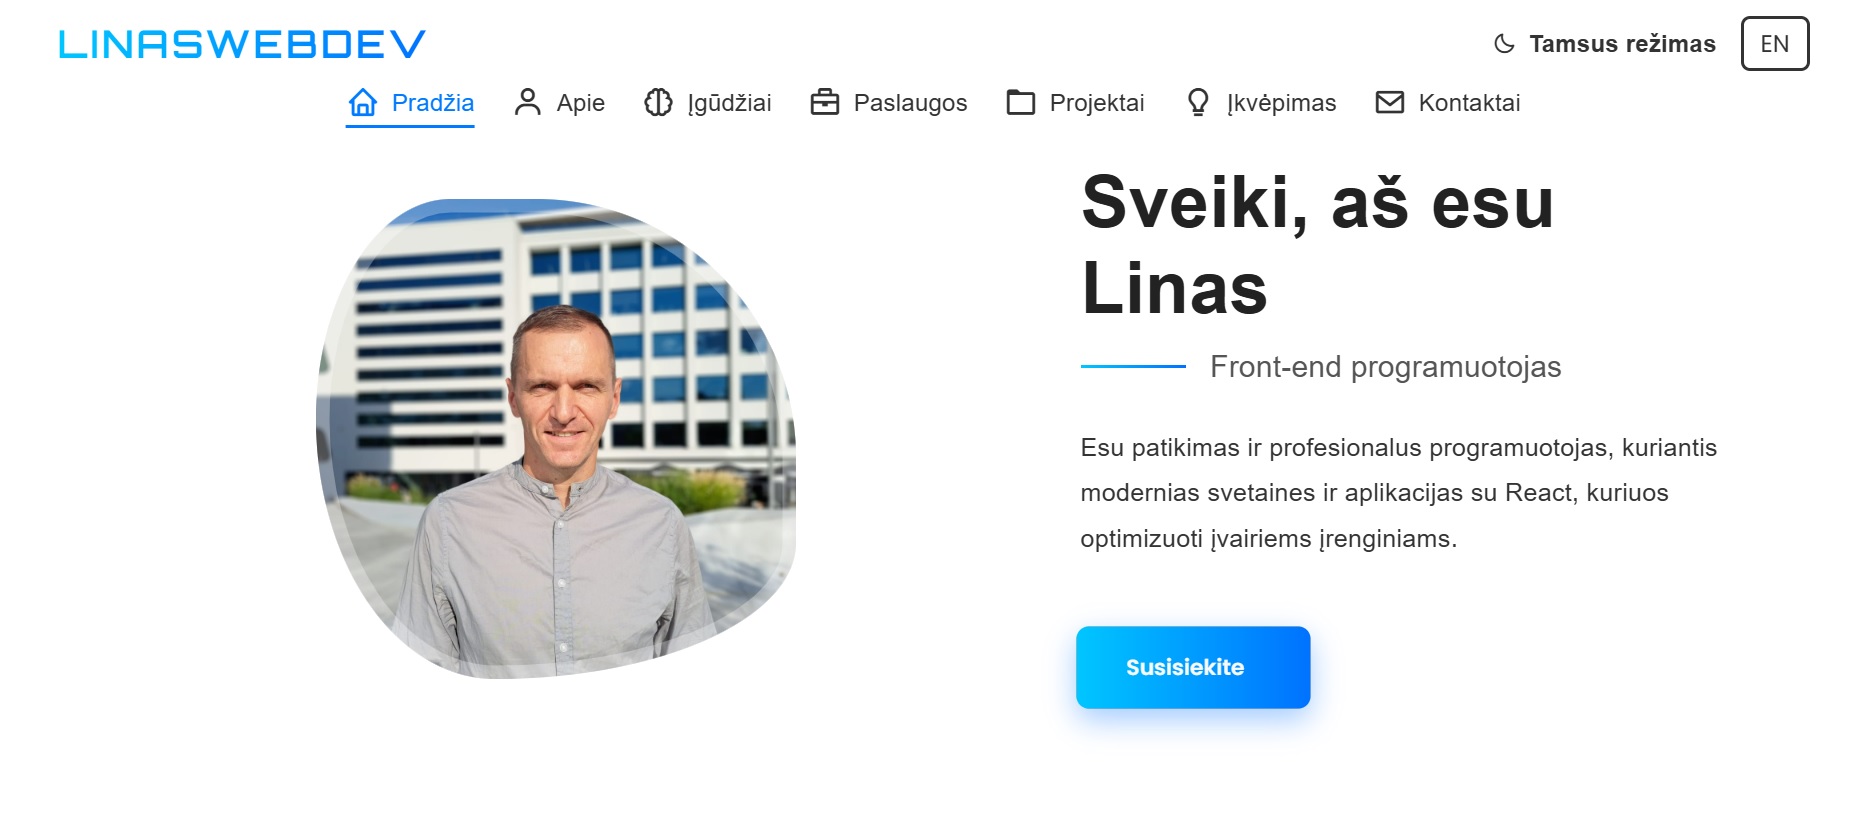 LINASWEBDEV
Tamsus režimas
EN
Pradžia
Apie
Įgūdžiai
Paslaugos
Projektai
Įkvėpimas
Kontaktai
Sveiki, aš esu
Linas
Front-end programuotojas
Esu patikimas ir profesionalus programuotojas, kuriantis
modernias svetaines ir aplikacijas su React, kuriuos
optimizuoti įvairiems įrenginiams.
Susisiekite